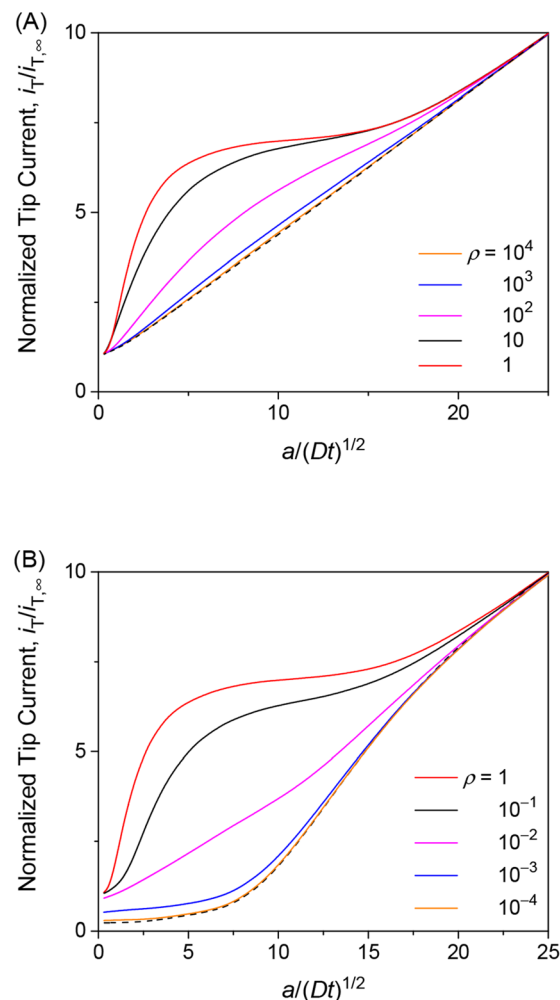 (A)
10
5
0
Normalized Tip Current, iT/iT,∞
ρ = 10⁴
10³
10²
10
1
0 5 10 15 20
a/(Dt)^1/2
(B)
10
5
0
Normalized Tip Current, iT/iT,∞
ρ = 1
10⁻¹
10⁻²
10⁻³
10⁻⁴
0 5 10 15 20 25
a/(Dt)^1/2